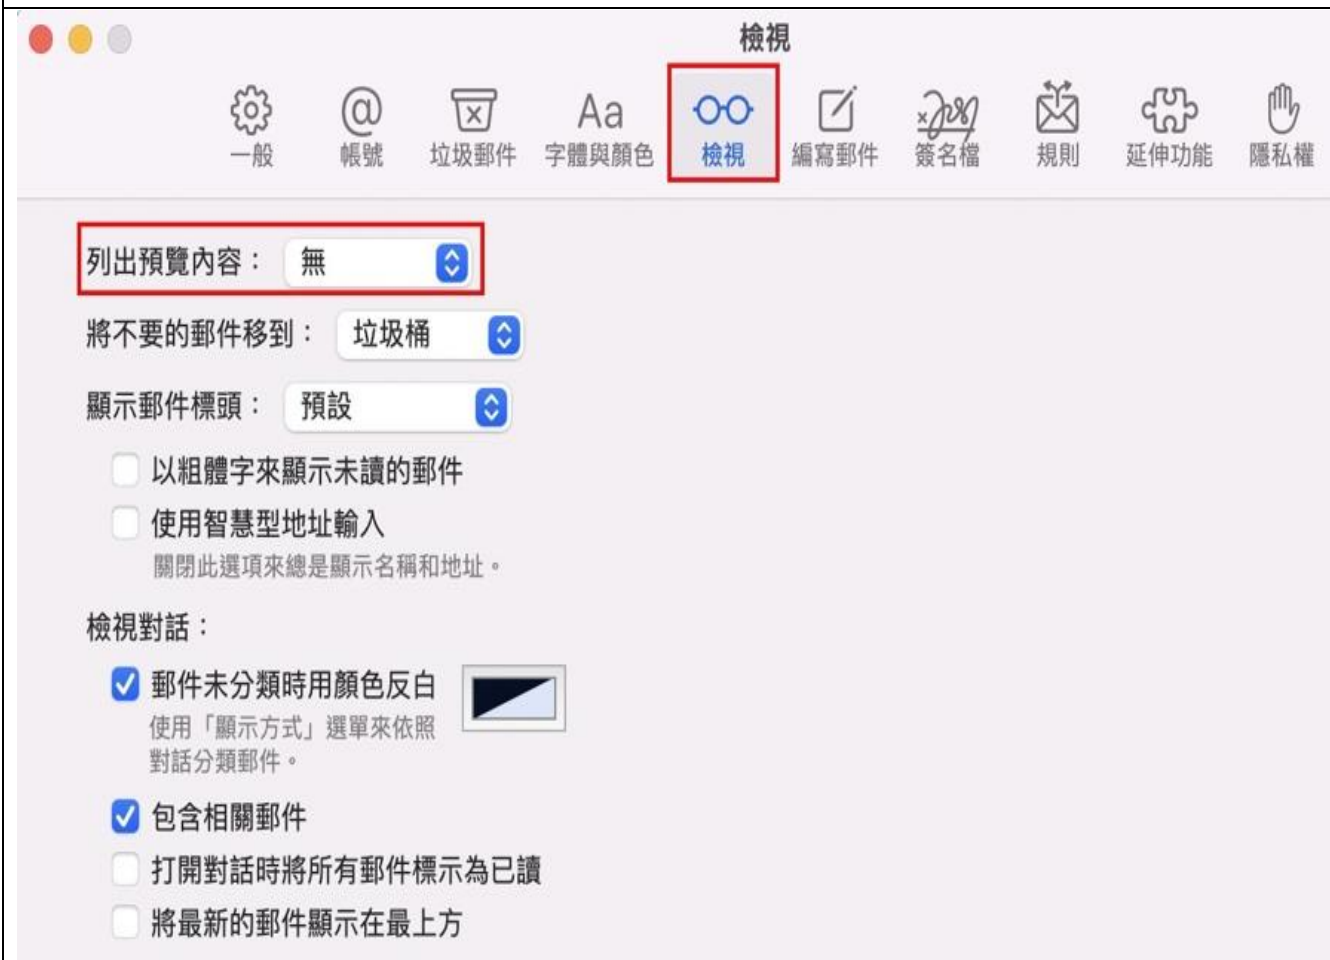 檢視
一般
帳號
垃圾郵件
字體與顏色
檢視
編寫郵件
簽名檔
規則
延伸功能
隱私權
列出預覽內容：
無
將不要的郵件移到：
垃圾桶
顯示郵件標頭：
預設
以粗體字來顯示未讀的郵件
使用智慧型地址輸入
關閉此選項來總是顯示名稱和地址。
檢視對話：
郵件未分類時用顏色反白
使用「顯示方式」選單來依照
對話分類郵件。
包含相關郵件
打開對話時將所有郵件標示為已讀
將最新的郵件顯示在最上方